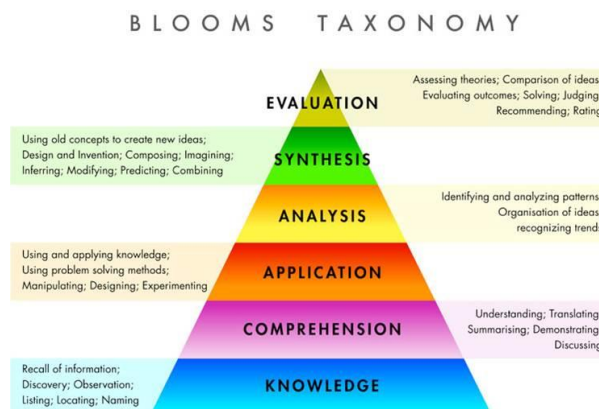 BLOOMS TAXONOMY
EVALUATION
Assessing theories; Comparison of ideas;
Evaluating outcomes; Solving; Judging;
Recommending; Rating
Using old concepts to create new ideas;
Design and Invention; Composing; Imagining;
Inferring; Modifying; Predicting; Combining
SYNTHESIS
ANALYSIS
Identifying and analyzing patterns
Organisation of ideas
recognizing trends
Using and applying knowledge;
Using problem solving methods;
Manipulating; Designing; Experimenting
APPLICATION
COMPREHENSION
Understanding; Translating
Summarising; Demonstrating
Discussing
Recall of information;
Discovery; Observation;
Listing; Locating; Naming
KNOWLEDGE